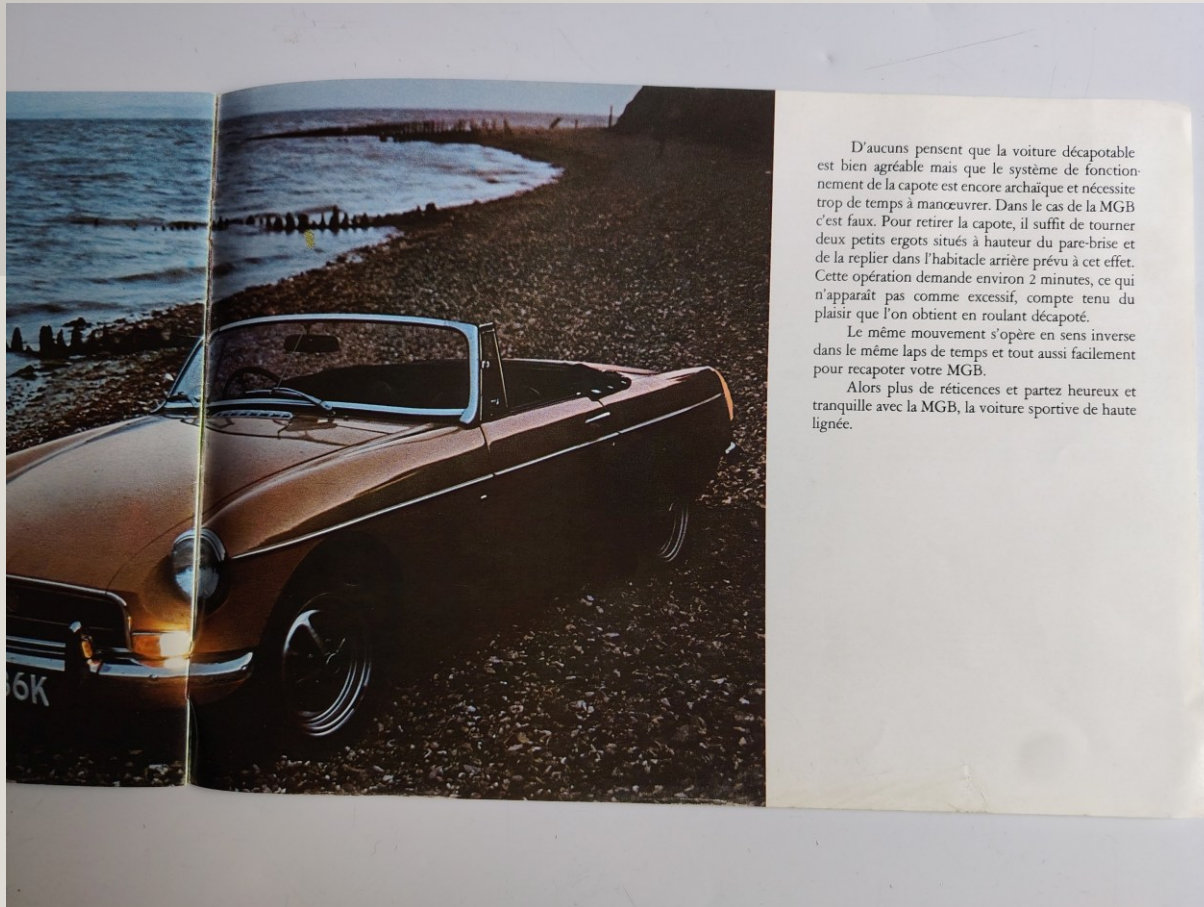 D'aucuns pensent que la voiture décapotable
est bien agréable mais que le système de fonction-
nement de la capote est encore archaïque et nécessite
trop de temps à manœuvrer. Dans le cas de la MGB
c'est faux. Pour retirer la capote, il suffit de tourner
deux petits ergots situés à hauteur du pare-brise et
de la replier dans l'habitacle arrière prévu à cet effet.
Cette opération demande environ 2 minutes, ce qui
n'apparaît pas comme excessif, compte tenu du
plaisir que l'on obtient en roulant décapoté.
Le même mouvement s'opère en sens inverse
dans le même laps de temps et tout aussi facilement
pour recapoter votre MGB.
Alors plus de réticences et partez heureux et
tranquille avec la MGB, la voiture sportive de haute
lignée.
6K